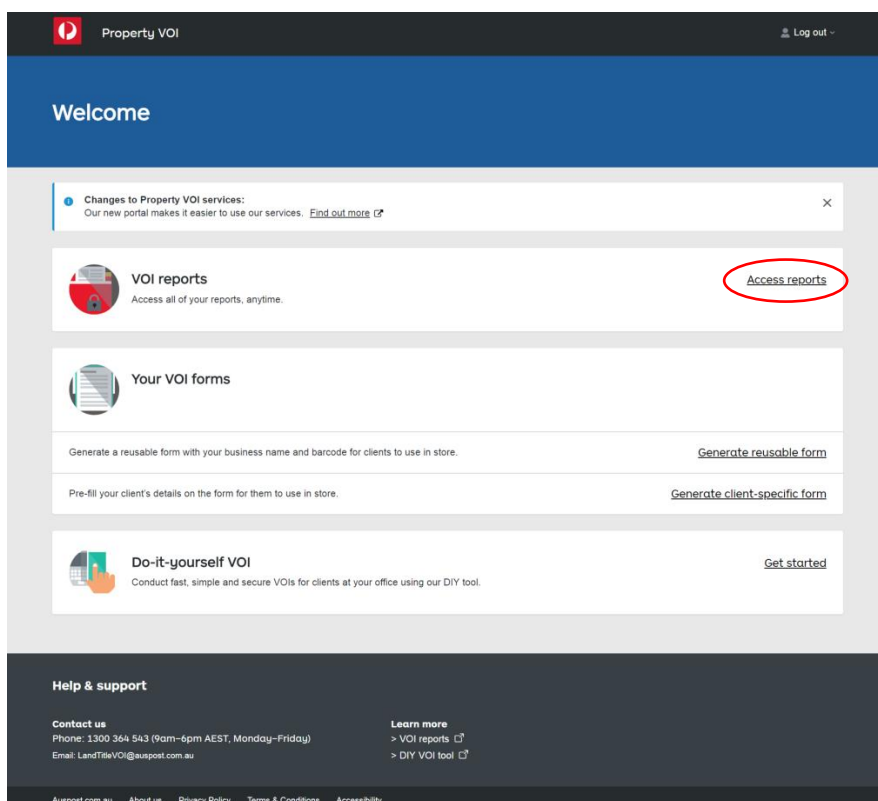 Property VOI
Log out
Welcome
Changes to Property VOI services:
Our new portal makes it easier to use our services. Find out more
VOI reports
Access reports
Access all of your reports, anytime.
Your VOI forms
Generate a reusable form with your business name and barcode for clients to use in store.
Generate reusable form
Pre-fill your client's details on the form for them to use in store.
Generate client-specific form
Do-it-yourself VOI
Get started
Conduct fast, simple and secure VOIs for clients at your office using our DIY tool.
Help & support
Contact us
Phone: 1300 364 543 (9am–6pm AEST, Monday–Friday)
Email: LandTitleVOI@auspost.com.au
Learn more
> VOI reports
> DIY VOI tool
Auspost.com.au About us Privacy Policy Terms & Conditions Accessibility